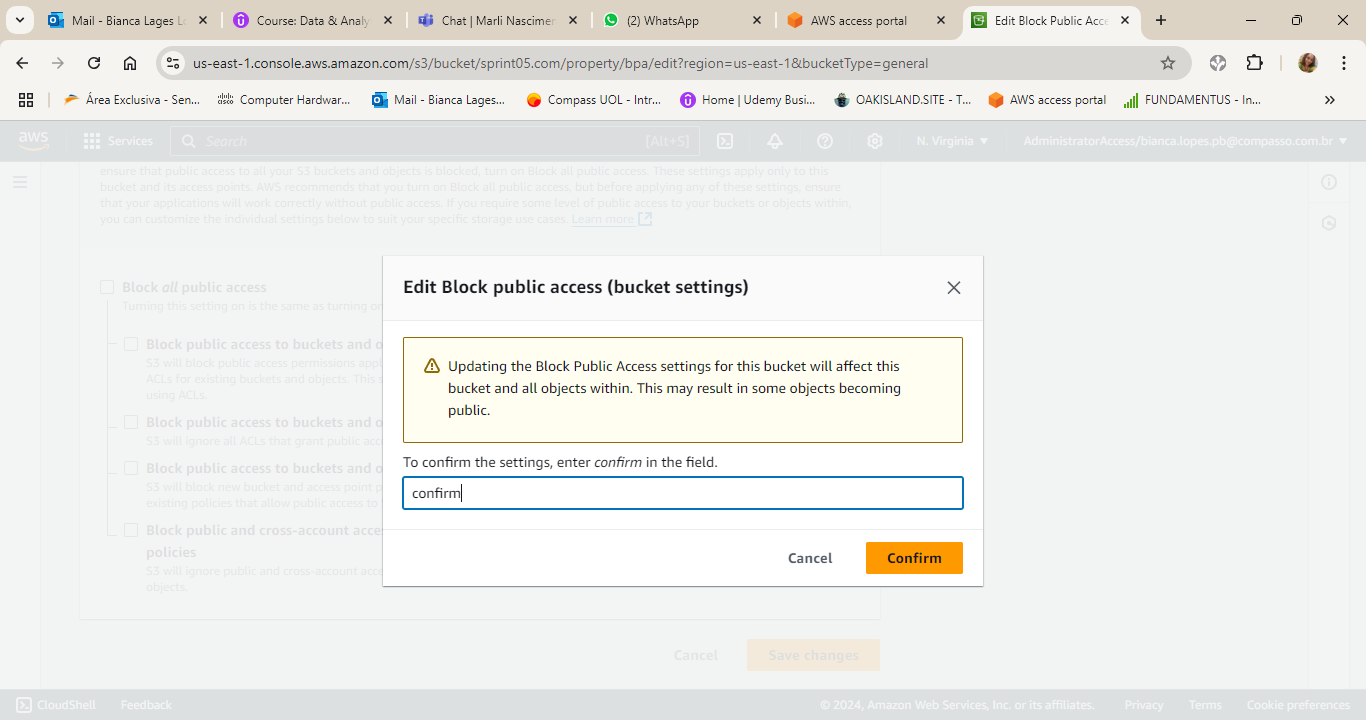 Mail - Bianca Lages L
Course: Data & Analy
Chat | Marli Nascimen
(2) WhatsApp
AWS access portal
Edit Block Public Acce
us-east-1.console.aws.amazon.com/s3/bucket/sprint05.com/property/bpa/edit?region=us-east-1&bucketType=general
Área Exclusiva - Sen...
Computer Hardwar...
Mail - Bianca Lages...
Compass UOL - Intr...
Home | Udemy Busi...
OAKISLAND.SITE - T...
AWS access portal
FUNDAMENTUS - In...
aws
Services
Search
[Alt+S]
N. Virginia
AdministratorAccess/bianca.lopes.pb@compasso.com.br
ensure that public access to all your S3 buckets and objects is blocked, turn on Block all public access. These settings apply only to this
bucket and its access points. AWS recommends that you turn on Block all public access, but before applying any of these settings, ensure
that your applications will work correctly without public access. If you require some level of public access to your buckets or objects within,
you can customize the individual settings below to suit your specific storage use cases. Learn more
Block all public access
Turning this setting on is the same as turning on
Block public access to buckets and o
S3 will block public access permissions appli
ACLs for existing buckets and objects. This s
using ACLs.
Block public access to buckets and o
S3 will ignore all ACLs that grant public acce
Block public access to buckets and o
S3 will block new bucket and access point p
existing policies that allow public access to
Block public and cross-account acce
policies
S3 will ignore public and cross-account acce
objects.
Edit Block public access (bucket settings)
Updating the Block Public Access settings for this bucket will affect this
bucket and all objects within. This may result in some objects becoming
public.
To confirm the settings, enter confirm in the field.
confirm
Cancel
Confirm
Cancel
Save changes
CloudShell
Feedback
© 2024, Amazon Web Services, Inc. or its affiliates.
Privacy
Terms
Cookie preferences